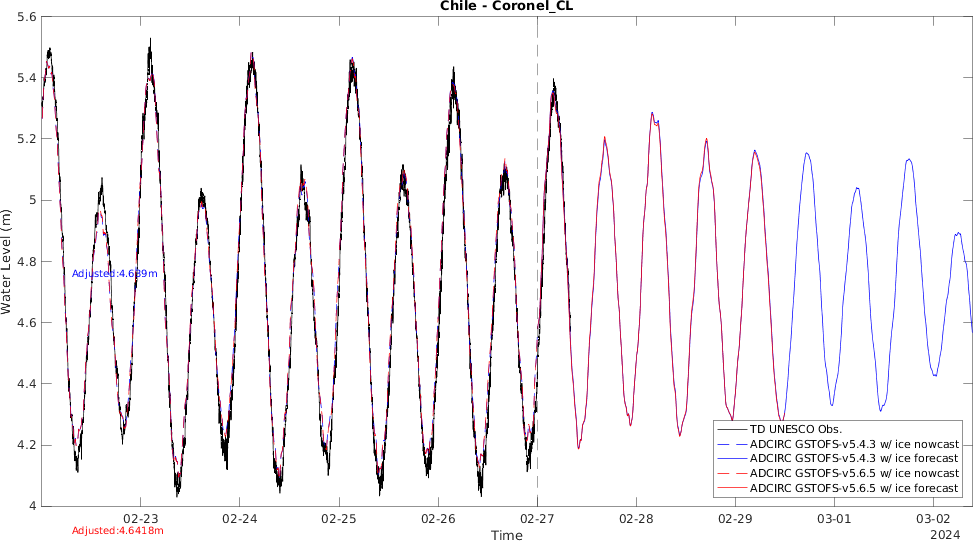 Chile - Coronel_CL
5.6
5.4
5.2
5
4.8
4.6
4.4
4.2
4
Water Level (m)
Adjusted:4.639m
TD UNESCO Obs.
ADCIRC GSTOFS-v5.4.3 w/ ice nowcast
ADCIRC GSTOFS-v5.4.3 w/ ice forecast
ADCIRC GSTOFS-v5.6.5 w/ ice nowcast
ADCIRC GSTOFS-v5.6.5 w/ ice forecast
02-23
02-24
02-25
02-26
02-27
02-28
02-29
03-01
03-02
Adjusted:4.6418m
Time
2024